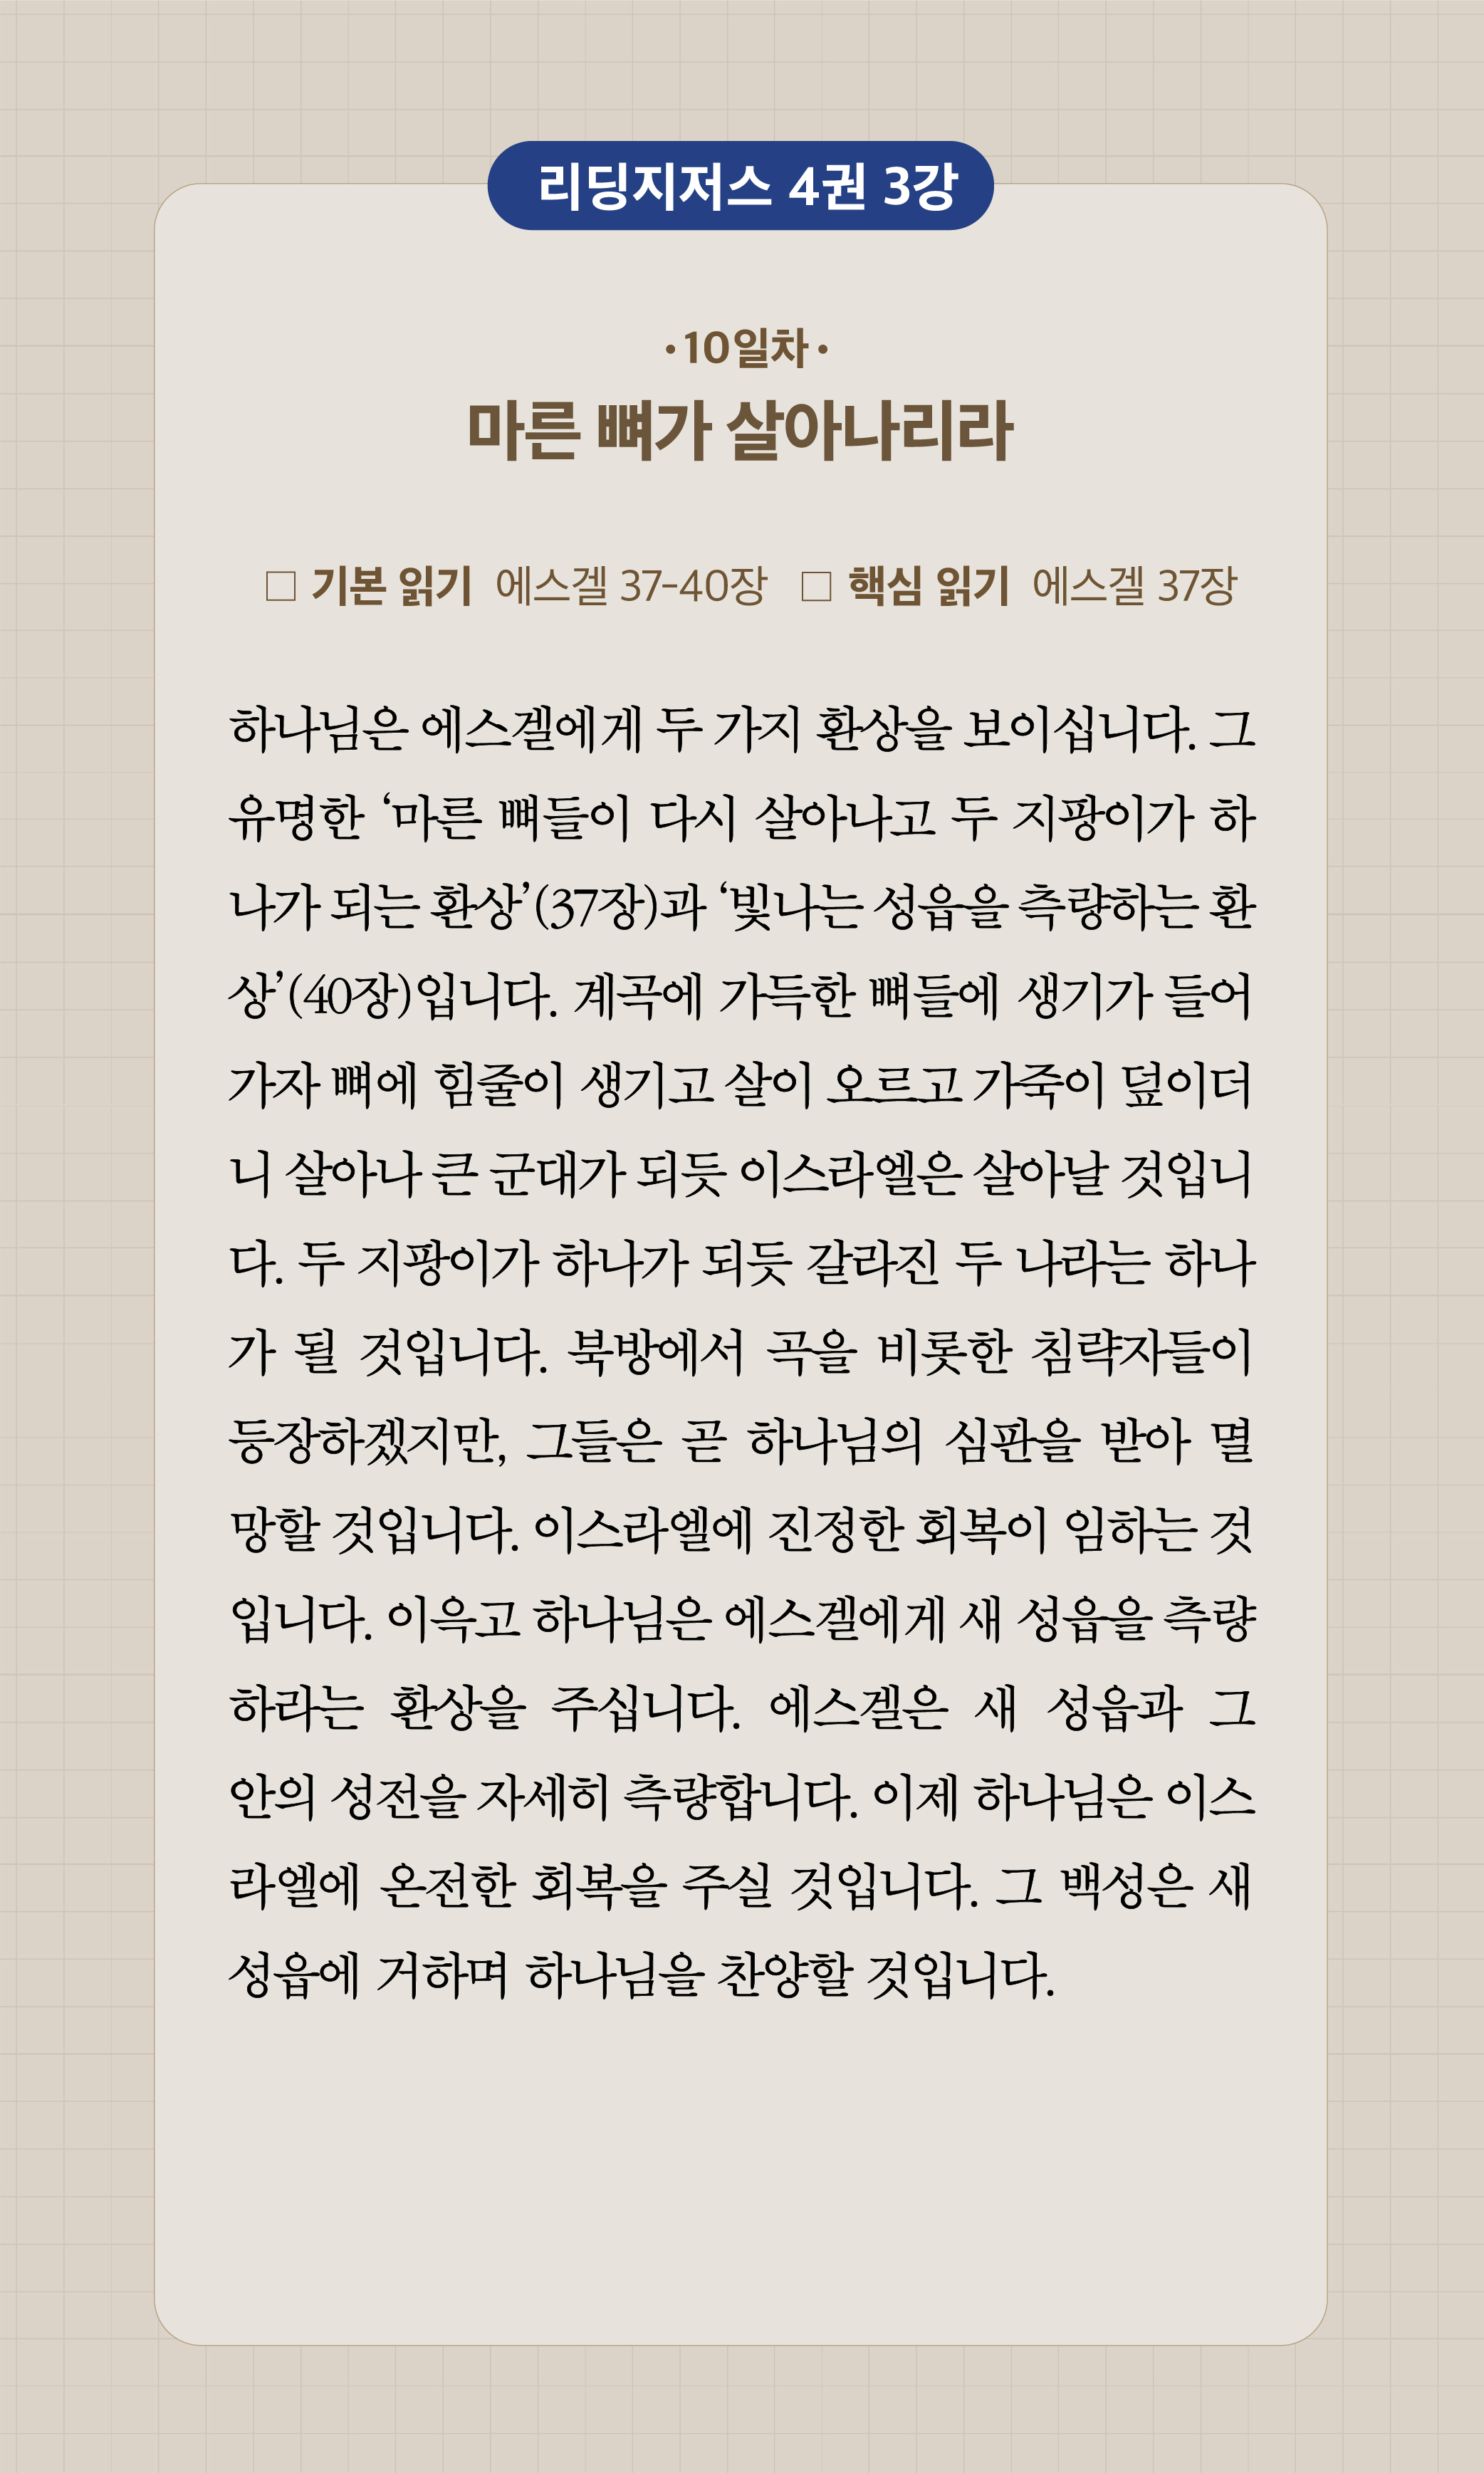 리딩지저스 4권 3강
·10일차·
마른 뼈가 살아나리라
□ 기본 읽기 에스겔 37-40장 □ 핵심 읽기 에스겔 37장
하나님은 에스겔에게 두 가지 환상을 보이십니다. 그
유명한 ‘마른 뼈들이 다시 살아나고 두 지팡이가 하
나가 되는 환상’(37장)과 ‘빛나는 성읍을 측량하는 환
상’(40장)입니다. 계곡에 가득한 뼈들에 생기가 들어
가자 뼈에 힘줄이 생기고 살이 오르고 가죽이 덮이더
니 살아나 큰 군대가 되듯 이스라엘은 살아날 것입니
다. 두 지팡이가 하나가 되듯 갈라진 두 나라는 하나
가 될 것입니다. 북방에서 곡을 비롯한 침략자들이
등장하겠지만, 그들은 곧 하나님의 심판을 받아 멸
망할 것입니다. 이스라엘에 진정한 회복이 임하는 것
입니다. 이윽고 하나님은 에스겔에게 새 성읍을 측량
하라는 환상을 주십니다. 에스겔은 새 성읍과 그
안의 성전을 자세히 측량합니다. 이제 하나님은 이스
라엘에 온전한 회복을 주실 것입니다. 그 백성은 새
성읍에 거하며 하나님을 찬양할 것입니다.